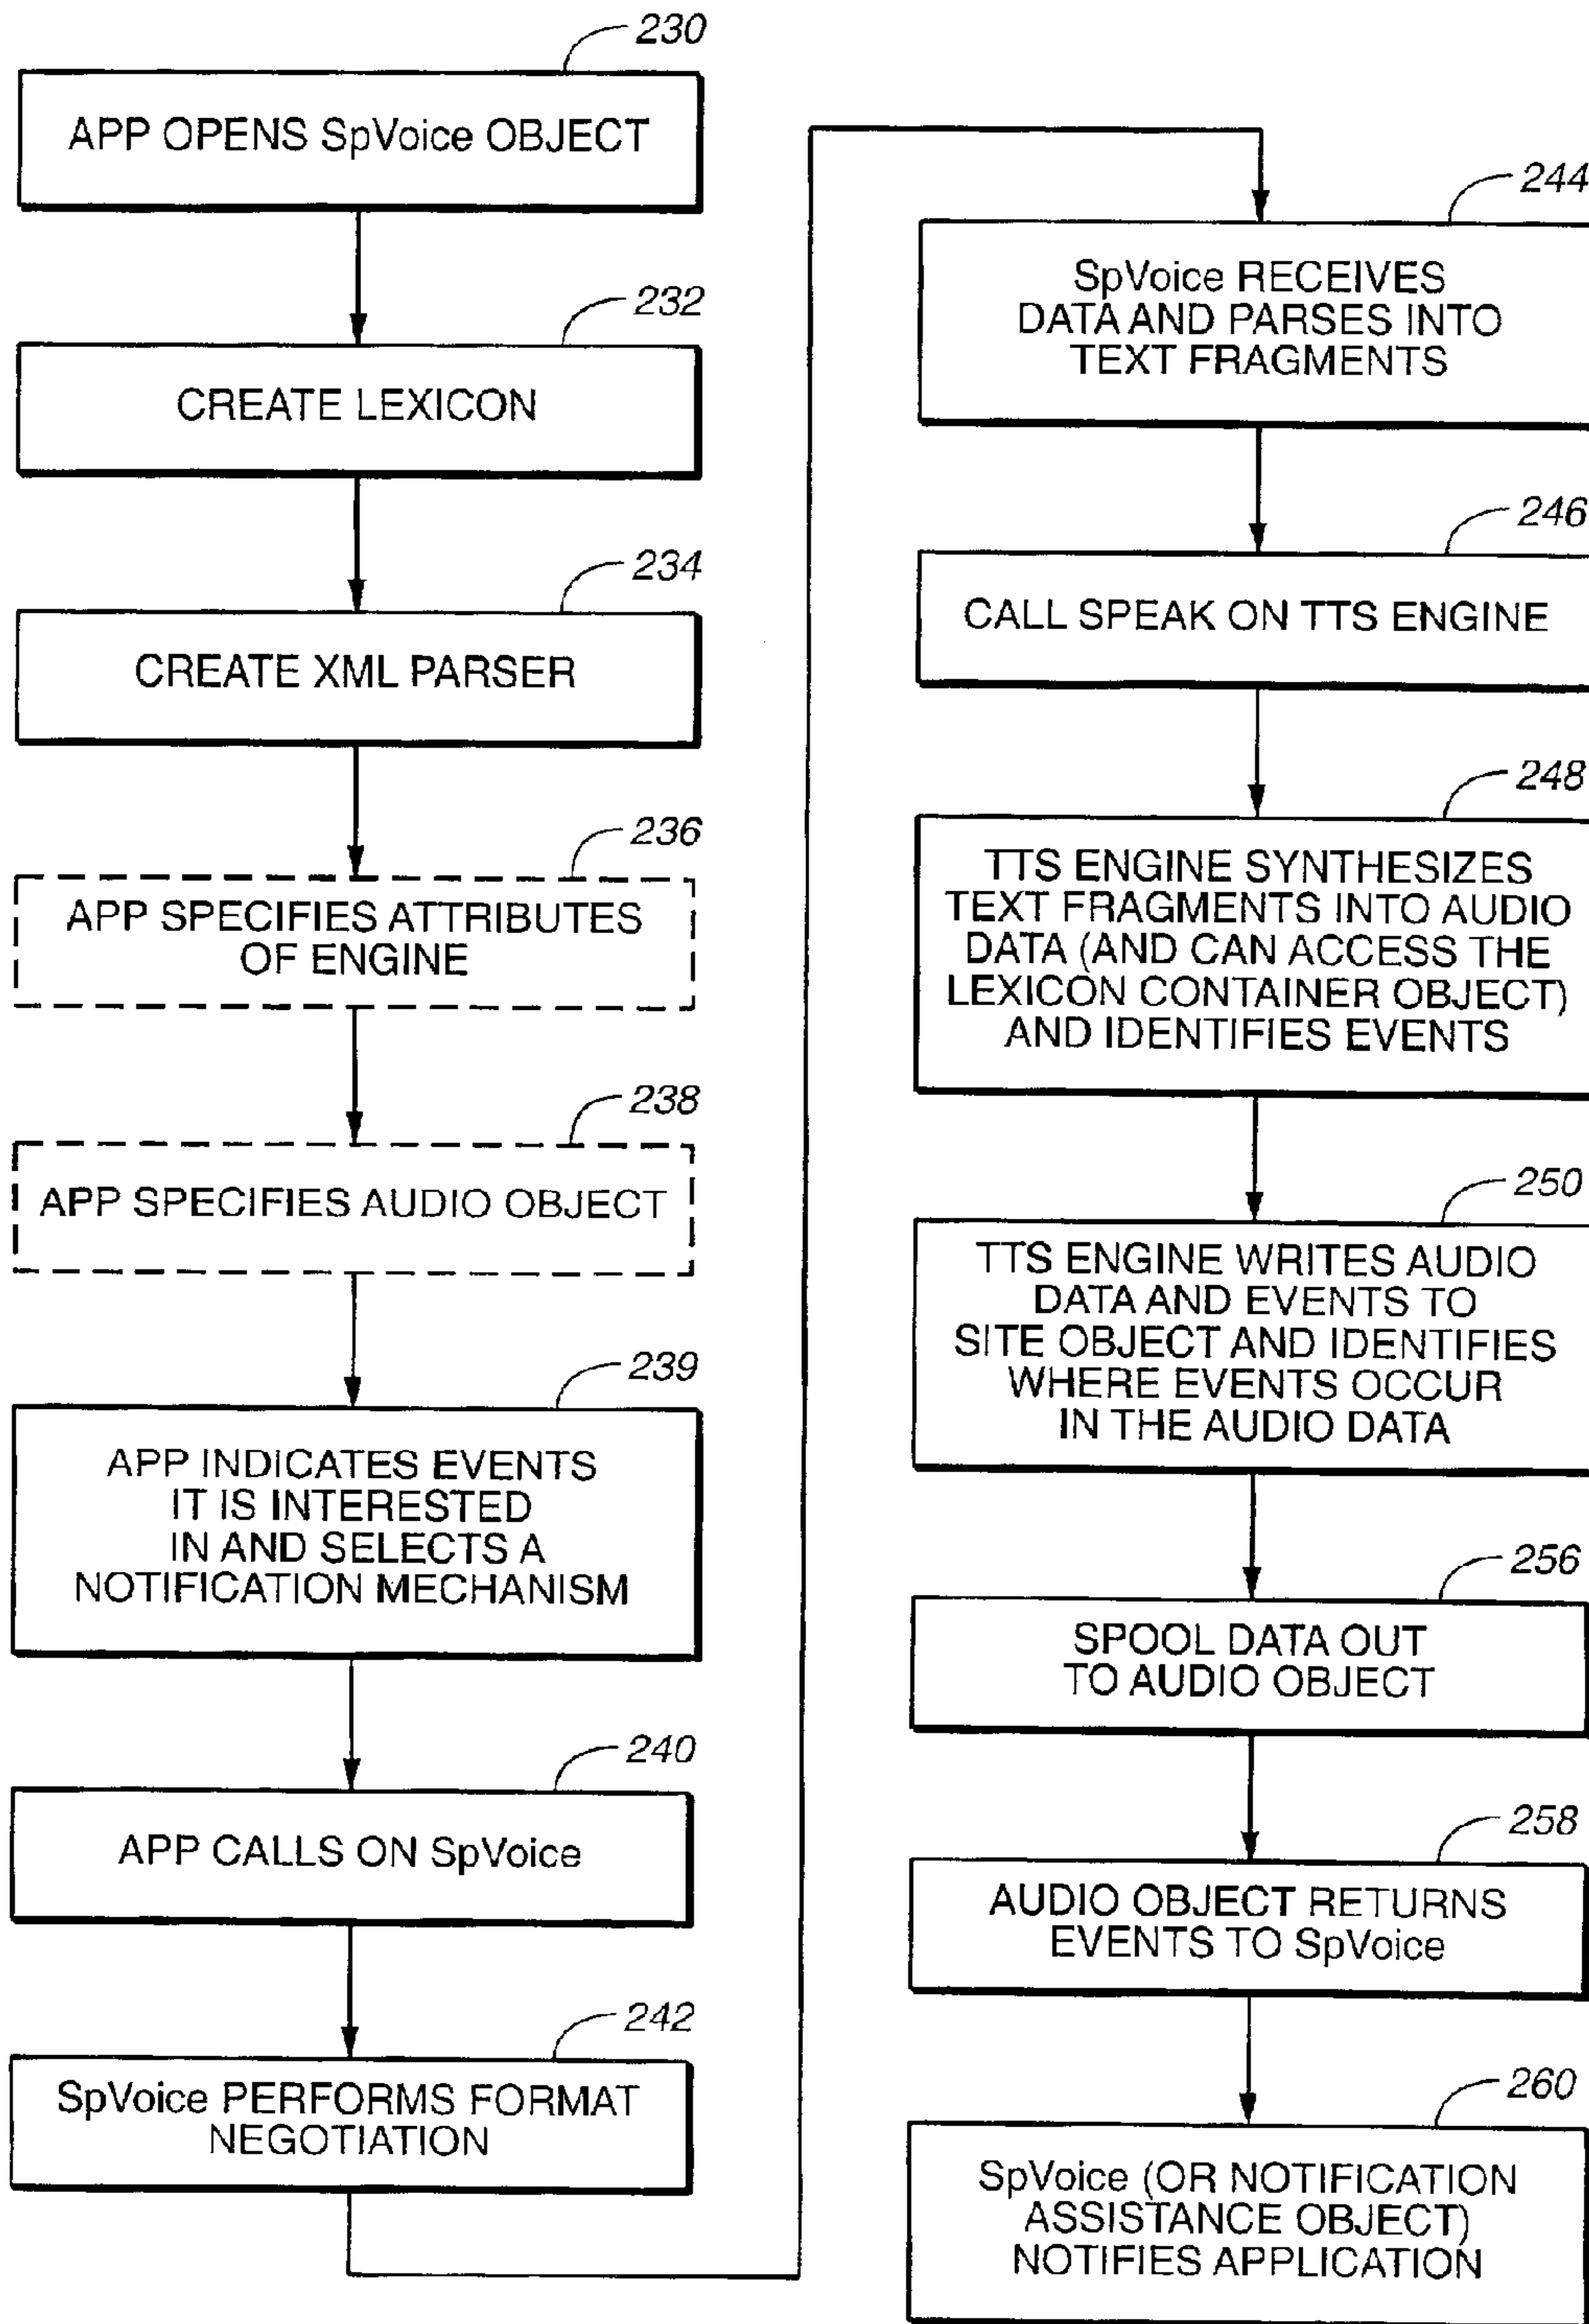 230
APP OPENS SpVoice OBJECT
232
CREATE LEXICON
234
CREATE XML PARSER
236
APP SPECIFIES ATTRIBUTES
OF ENGINE
238
APP SPECIFIES AUDIO OBJECT
239
APP INDICATES EVENTS
IT IS INTERESTED
IN AND SELECTS A
NOTIFICATION MECHANISM
240
APP CALLS ON SpVoice
242
SpVoice PERFORMS FORMAT
NEGOTIATION
244
SpVoice RECEIVES
DATA AND PARSES INTO
TEXT FRAGMENTS
246
CALL SPEAK ON TTS ENGINE
248
TTS ENGINE SYNTHESIZES
TEXT FRAGMENTS INTO AUDIO
DATA (AND CAN ACCESS THE
LEXICON CONTAINER OBJECT)
AND IDENTIFIES EVENTS
250
TTS ENGINE WRITES AUDIO
DATA AND EVENTS TO
SITE OBJECT AND IDENTIFIES
WHERE EVENTS OCCUR
IN THE AUDIO DATA
256
SPOOL DATA OUT
TO AUDIO OBJECT
258
AUDIO OBJECT RETURNS
EVENTS TO SpVoice
260
SpVoice (OR NOTIFICATION
ASSISTANCE OBJECT)
NOTIFIES APPLICATION